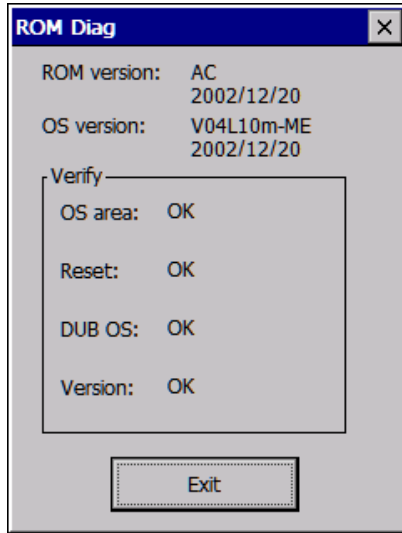 ROM Diag
ROM version: AC
2002/12/20
OS version: V04L10m-ME
2002/12/20
Verify
OS area: OK
Reset: OK
DUB OS: OK
Version: OK
Exit